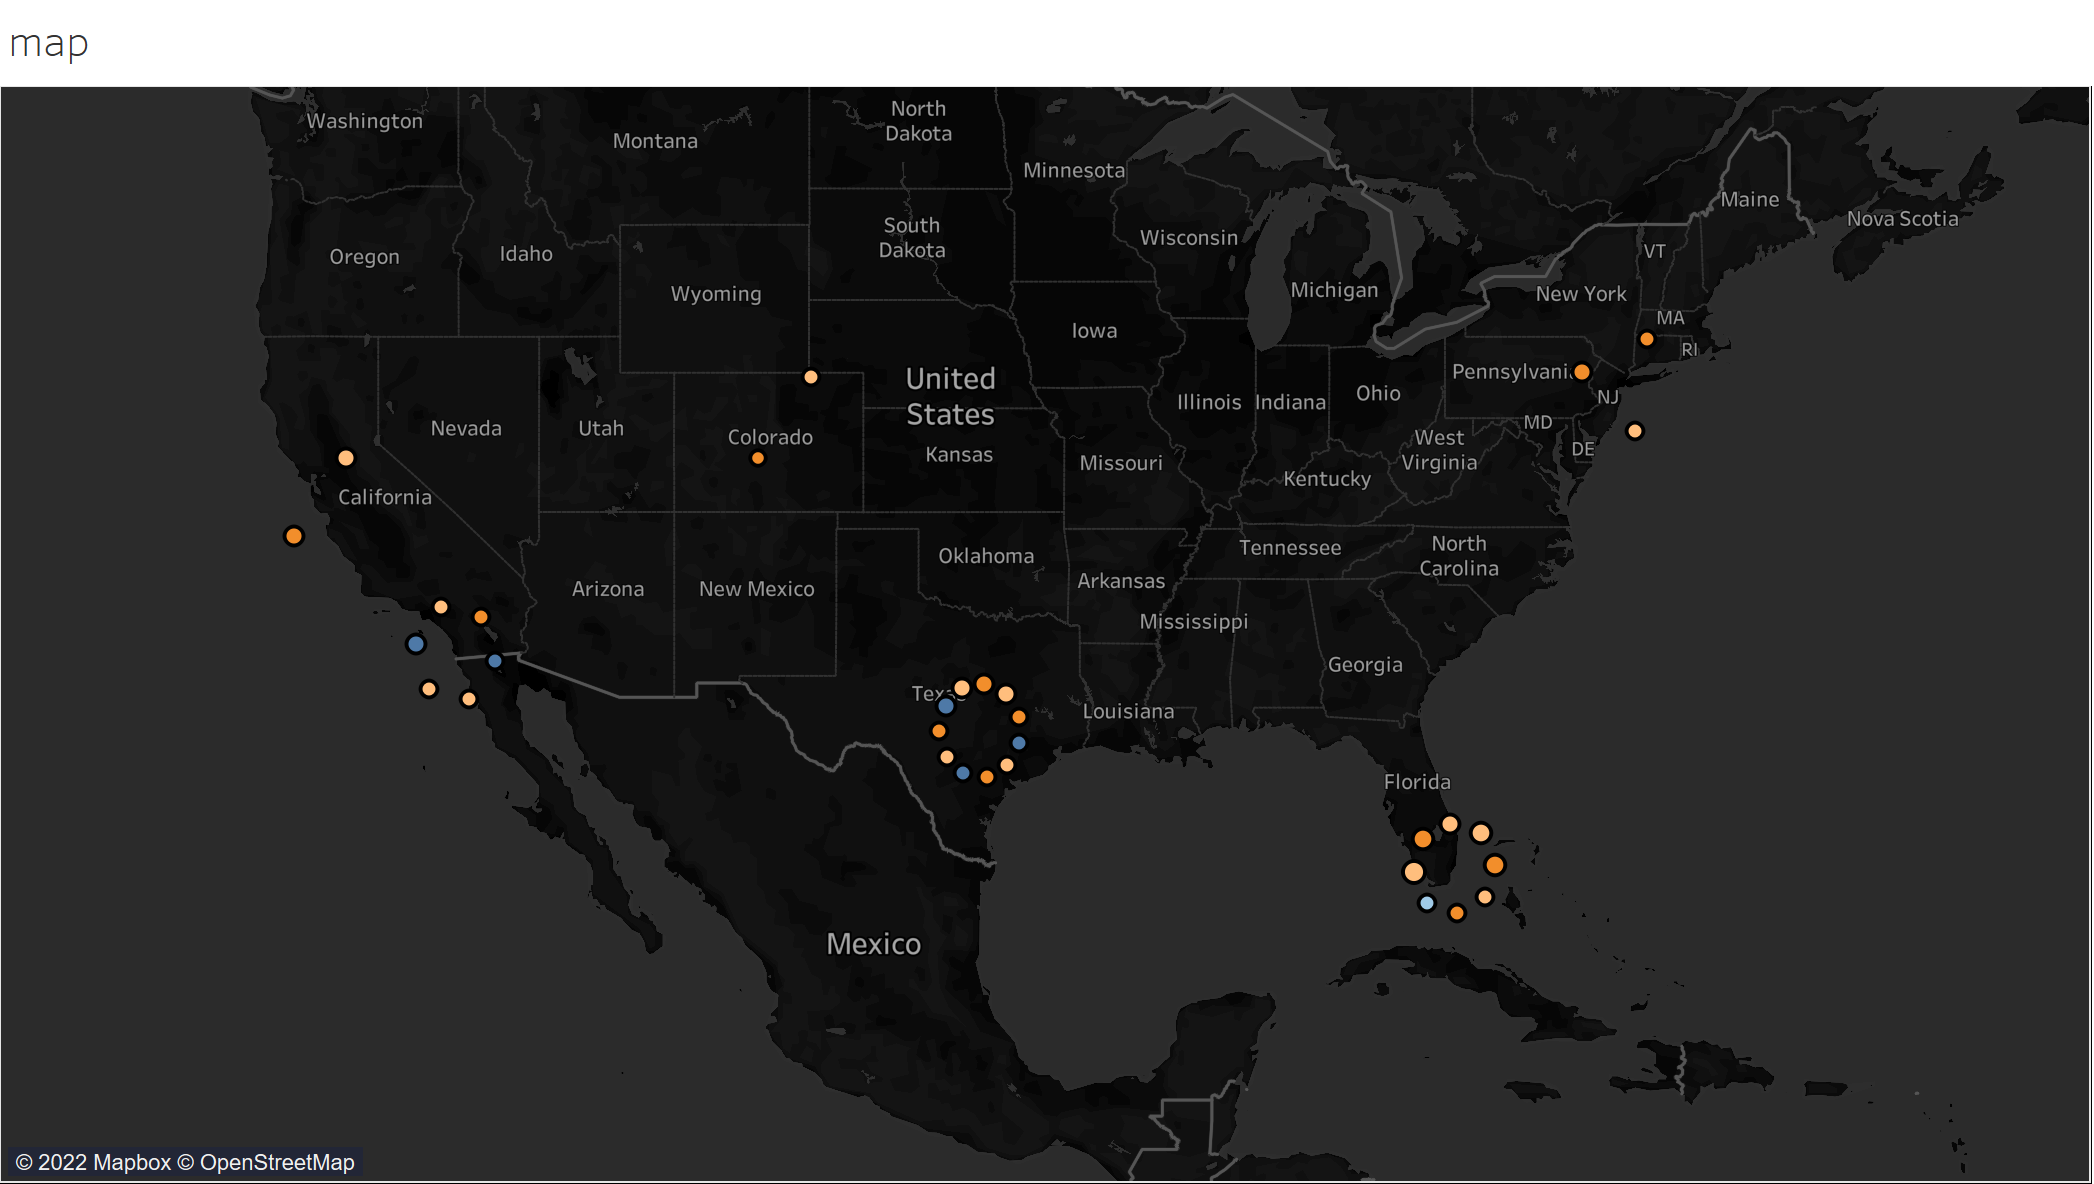 map
Washington
Montana
North
Dakota
Minnesota
Maine
Nova Scotia
Oregon
Idaho
South
Dakota
Wisconsin
VT
Wyoming
Michigan
New York
Iowa
MA
RI
United
States
Pennsylvani
Illinois
Indiana
Ohio
NJ
Nevada
Utah
Colorado
Kansas
Missouri
West
Virginia
MD
DE
Kentucky
California
Oklahoma
Tennessee
North
Carolina
Arizona
New Mexico
Arkansas
Mississippi
Georgia
Tex
Louisiana
Florida
Mexico
© 2022 Mapbox © OpenStreetMap